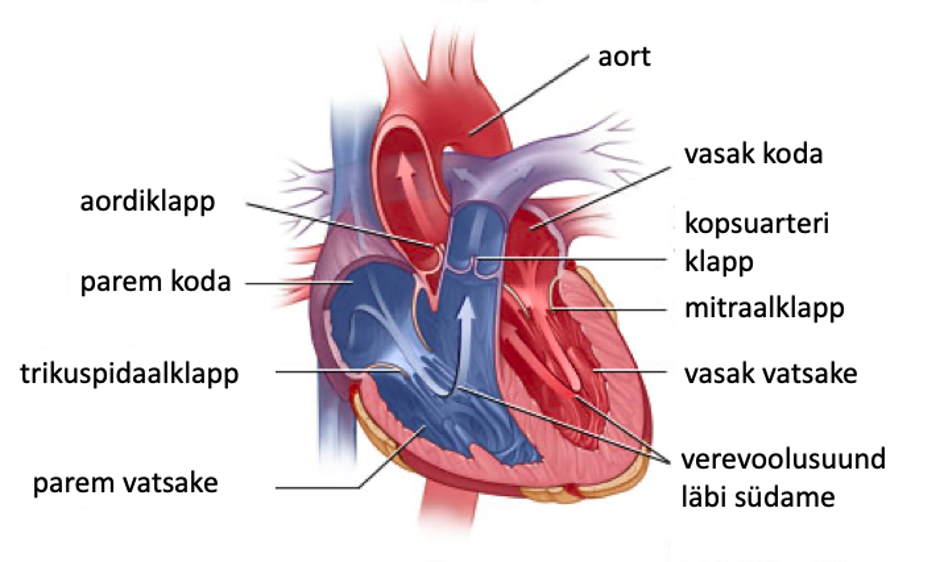 aort
vasak koda
aordiklapp
kopsuarteri
klapp
parem koda
mitraalklapp
trikuspidaalklapp
vasak vatsake
verevoolusuund
läbi südame
parem vatsake